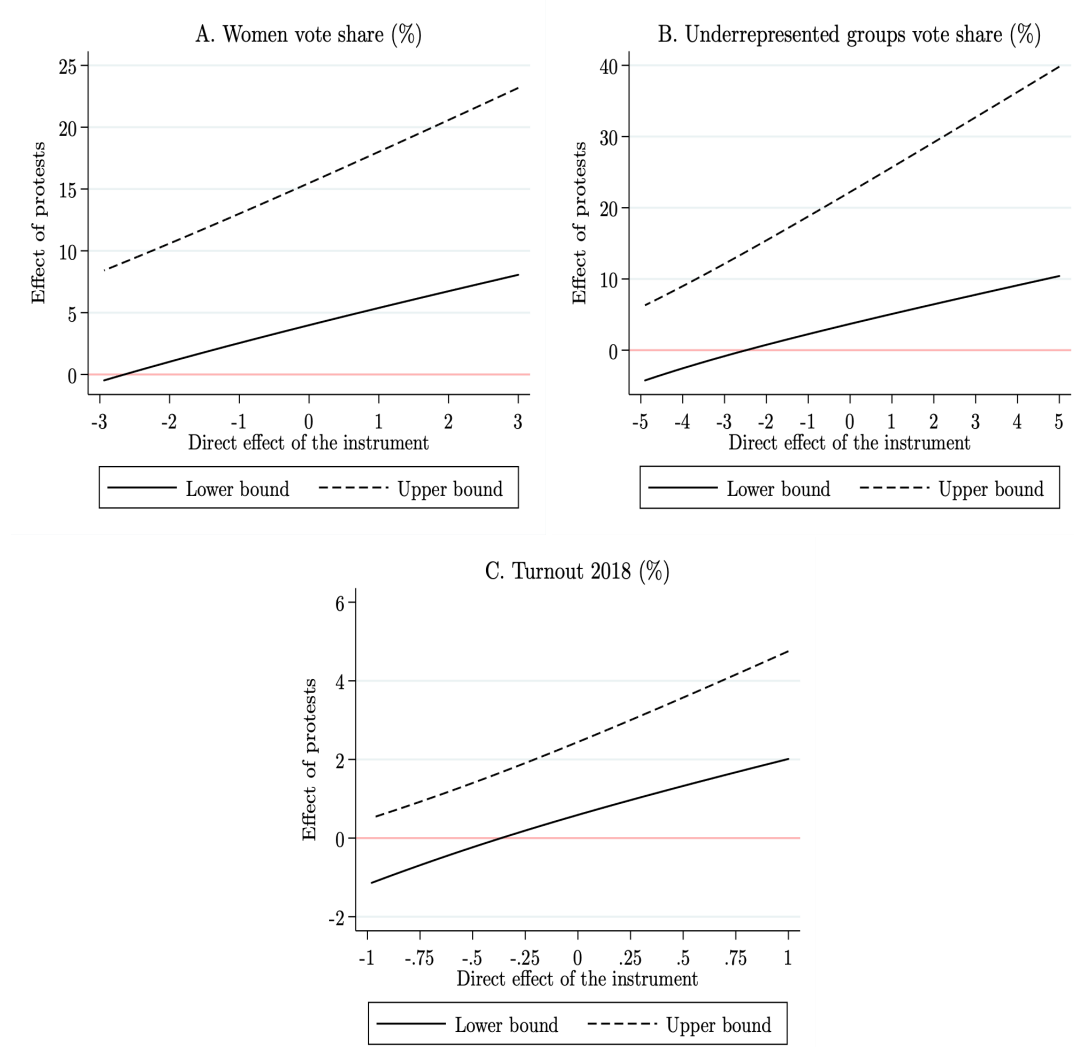 A. Women vote share (%)
Effect of protests
25
20
15
10
5
0
-3 -2 -1 0 1 2 3
Direct effect of the instrument
Lower bound Upper bound
B. Underrepresented groups vote share (%)
Effect of protests
40
30
20
10
0
-5 -4 -3 -2 -1 0 1 2 3 4 5
Direct effect of the instrument
Lower bound Upper bound
C. Turnout 2018 (%)
Effect of protests
6
4
2
0
-2
-1 -.75 -.5 -.25 0 .25 .5 .75 1
Direct effect of the instrument
Lower bound Upper bound